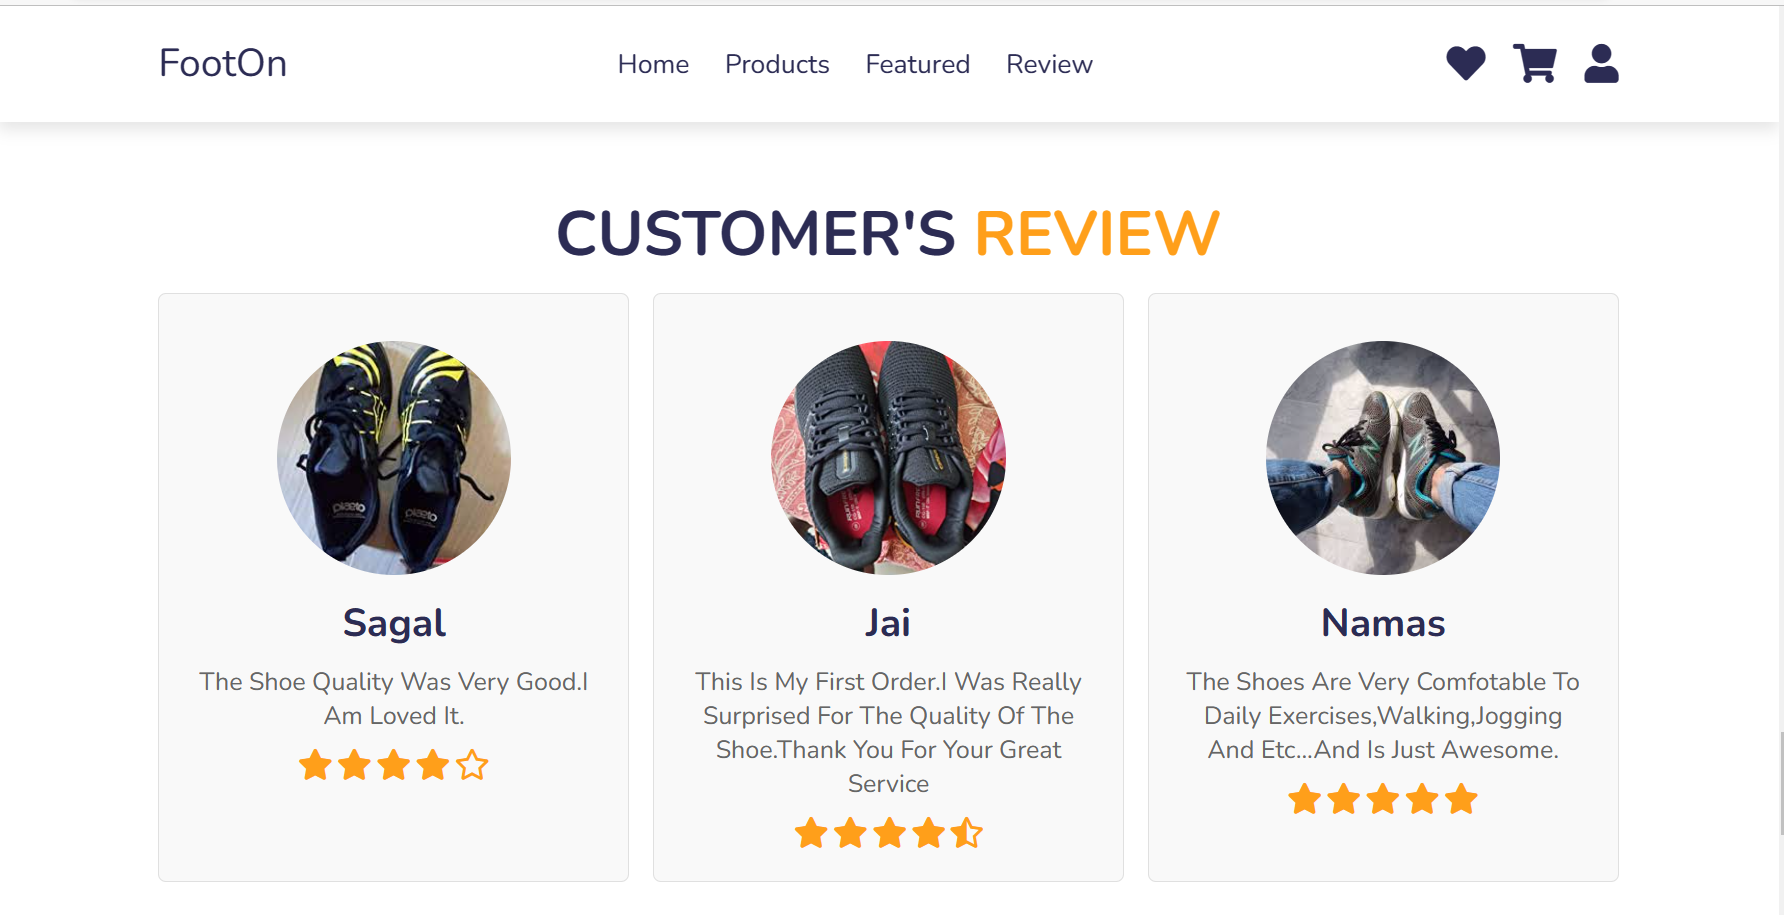 FootOn
Home Products Featured Review
CUSTOMER'S REVIEW
plaeto
plaeto
Sagal
The Shoe Quality Was Very Good.I
Am Loved It.
Jai
This Is My First Order.I Was Really
Surprised For The Quality Of The
Shoe.Thank You For Your Great
Service
Namas
The Shoes Are Very Comfotable To
Daily Exercises,Walking,Jogging
And Etc...And Is Just Awesome.